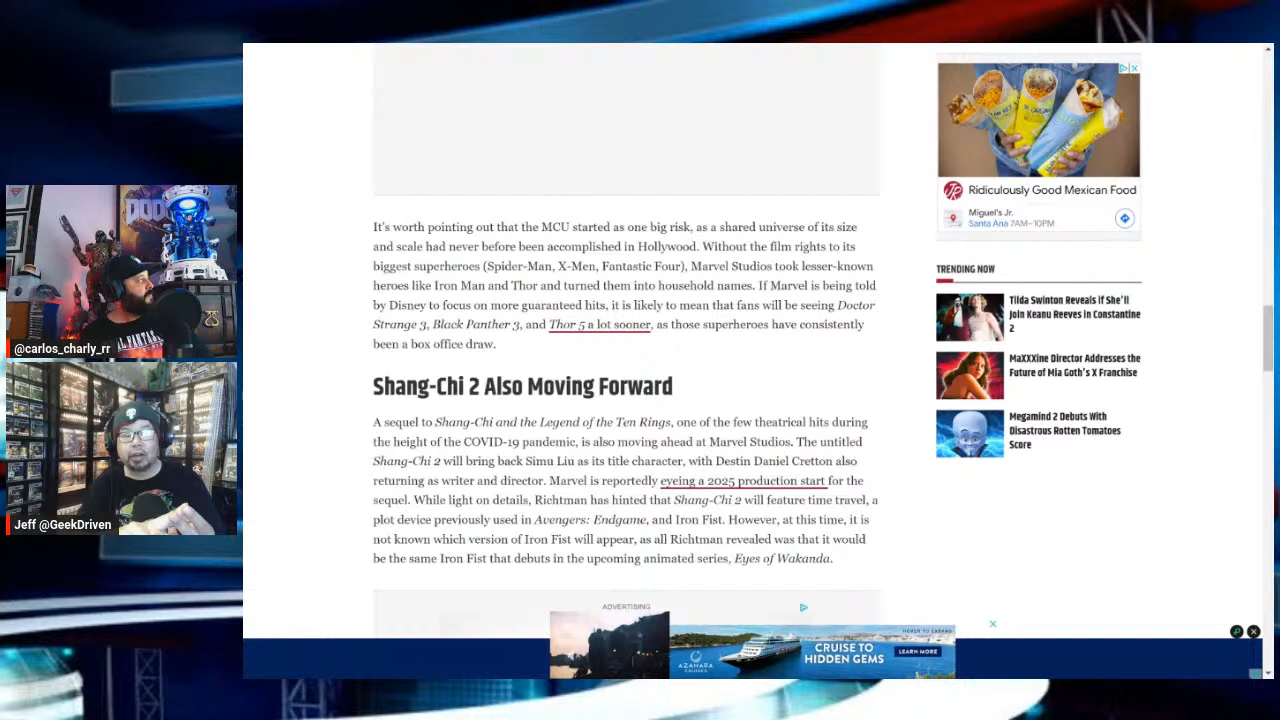 It's worth pointing out that the MCU started as one big risk, as a shared universe of its size
and scale had never before been accomplished in Hollywood. Without the film rights to its
biggest superheroes (Spider-Man, X-Men, Fantastic Four), Marvel Studios took lesser-known
heroes like Iron Man and Thor and turned them into household names. If Marvel is being told
by Disney to focus on more guaranteed hits, it is likely to mean that fans will be seeing Doctor
Strange 3, Black Panther 3, and Thor 5 a lot sooner, as those superheroes have consistently
been a box office draw.
Shang-Chi 2 Also Moving Forward
A sequel to Shang-Chi and the Legend of the Ten Rings, one of the few theatrical hits during
the height of the COVID-19 pandemic, is also moving ahead at Marvel Studios. The untitled
Shang-Chi 2 will bring back Simu Liu as its title character, with Destin Daniel Cretton also
returning as writer and director. Marvel is reportedly eyeing a 2025 production start for the
sequel. While light on details, Richtman has hinted that Shang-Chi 2 will feature time travel, a
plot device previously used in Avengers: Endgame, and Iron Fist. However, at this time, it is
not known which version of Iron Fist will appear, as all Richtman revealed was that it would
be the same Iron Fist that debuts in the upcoming animated series, Eyes of Wakanda.
ADVERTISING
AZAMARA
CRUISES
CRUISE TO
HIDDEN GEMS
HOVER TO EXPAND
LEARN MORE
JR
Ridiculously Good Mexican Food
Miguel's Jr.
Santa Ana 7AM–10PM
TRENDING NOW
Tilda Swinton Reveals if She'll
Join Keanu Reeves in Constantine
2
MaXXXine Director Addresses the
Future of Mia Goth's X Franchise
Megamind 2 Debuts With
Disastrous Rotten Tomatoes
Score
DOO
@carlos_charly_rr
Jeff @GeekDriven